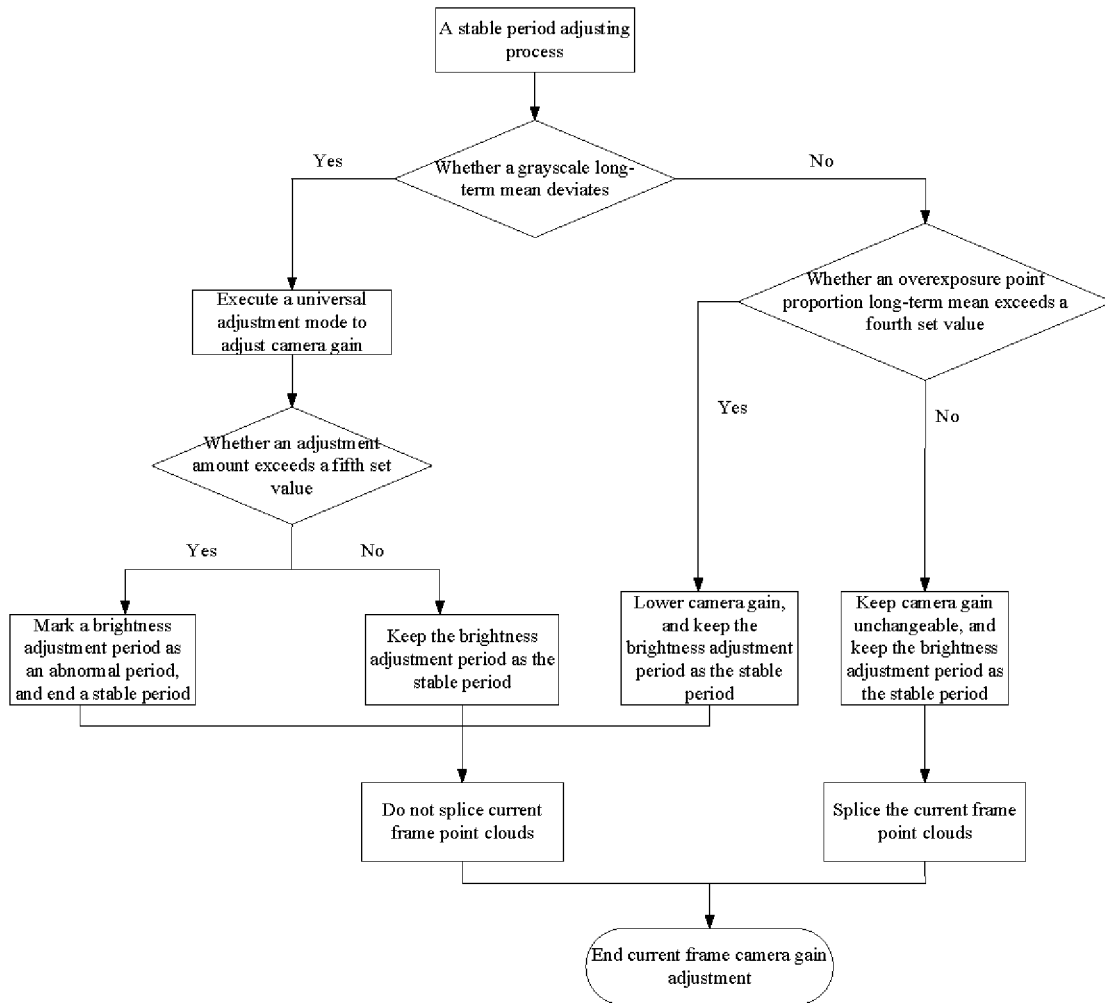 A stable period adjusting
process
Yes
Whether a grayscale long-
term mean deviates
No
Execute a universal
adjustment mode to
adjust camera gain
Whether an overexposure point
proportion long-term mean exceeds a
fourth set value
Yes
No
Whether an adjustment
amount exceeds a fifth set
value
Yes
No
Mark a brightness
adjustment period as
an abnormal period,
and end a stable period
Keep the brightness
adjustment period as the
stable period
Lower camera gain,
and keep the
brightness adjustment
period as the stable
period
Keep camera gain
unchangeable, and
keep the brightness
adjustment period as
the stable period
Do not splice current
frame point clouds
Splice the current frame
point clouds
End current frame camera gain
adjustment